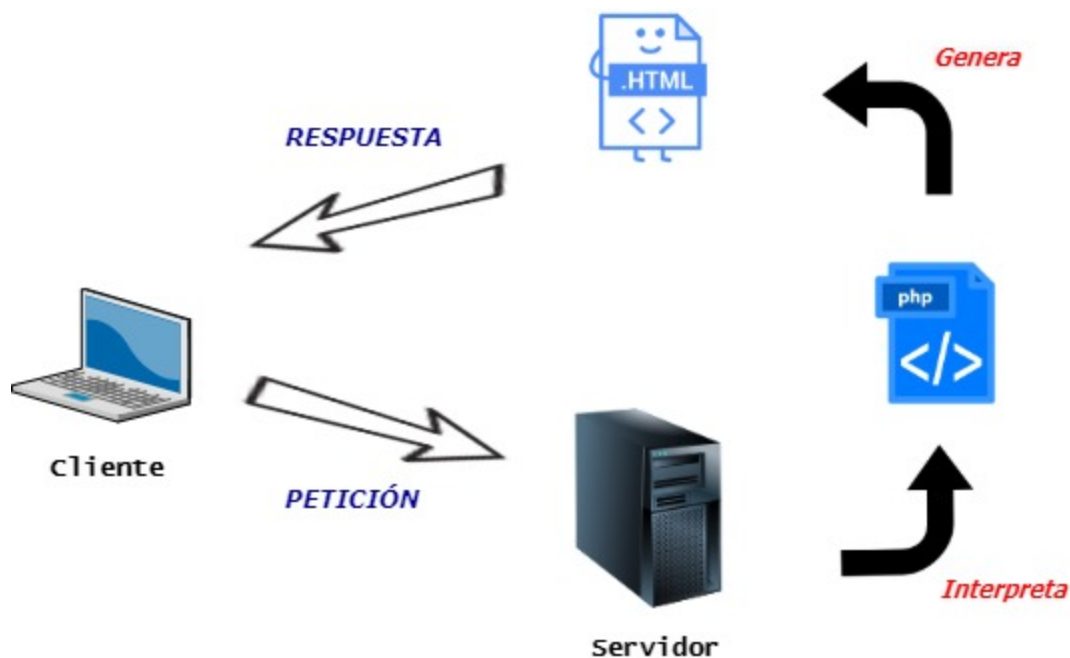 Genera
.HTML
< >
RESPUESTA
php
</>
Cliente
PETICIÓN
Interpreta
Servidor